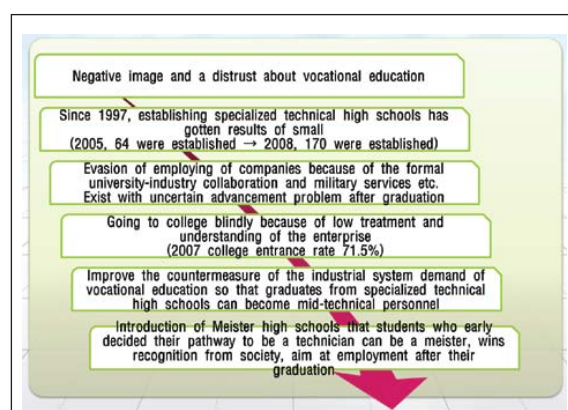 Negative image and a distrust about vocational education
Since 1997, establishing specialized technical high schools has
gotten results of small
(2005, 64 were established → 2008, 170 were established)
Evasion of employing of companies because of the formal
university-industry collaboration and military services etc.
Exist with uncertain advancement problem after graduation
Going to college blindly because of low treatment and
understanding of the enterprise
(2007 college entrance rate 71.5%)
Improve the countermeasure of the industrial system demand of
vocational education so that graduates from specialized technical
high schools can become mid-technical personnel
Introduction of Meister high schools that students who early
decided their pathway to be a technician can be a meister, wins
recognition from society, aim at employment after their
graduation